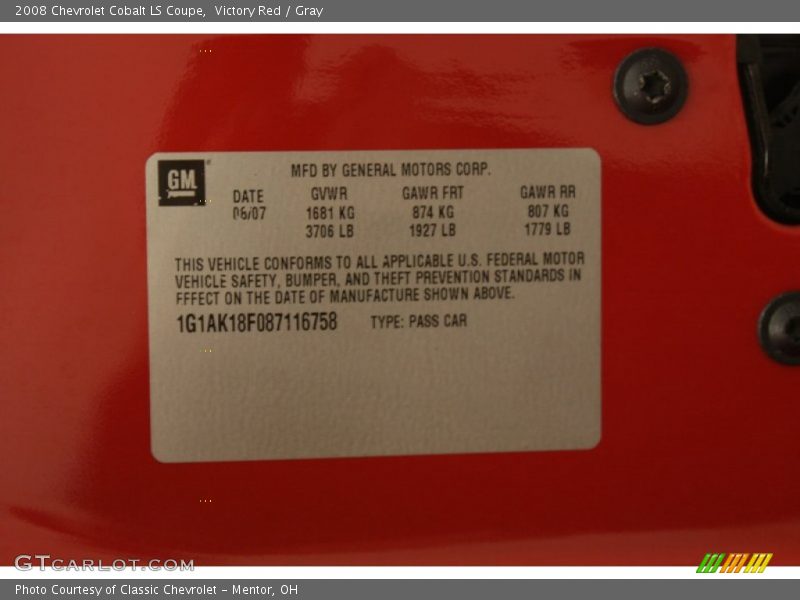 2008 Chevrolet Cobalt LS Coupe, Victory Red / Gray
GM
MFD BY GENERAL MOTORS CORP.
DATE GVWR GAWR FRT GAWR RR
06/07 1681 KG 874 KG 807 KG
3706 LB 1927 LB 1779 LB
THIS VEHICLE CONFORMS TO ALL APPLICABLE U.S. FEDERAL MOTOR
VEHICLE SAFETY, BUMPER, AND THEFT PREVENTION STANDARDS IN
EFFECT ON THE DATE OF MANUFACTURE SHOWN ABOVE.
1G1AK18F087116758 TYPE: PASS CAR
GTCARLOT.COM
Photo Courtesy of Classic Chevrolet - Mentor, OH